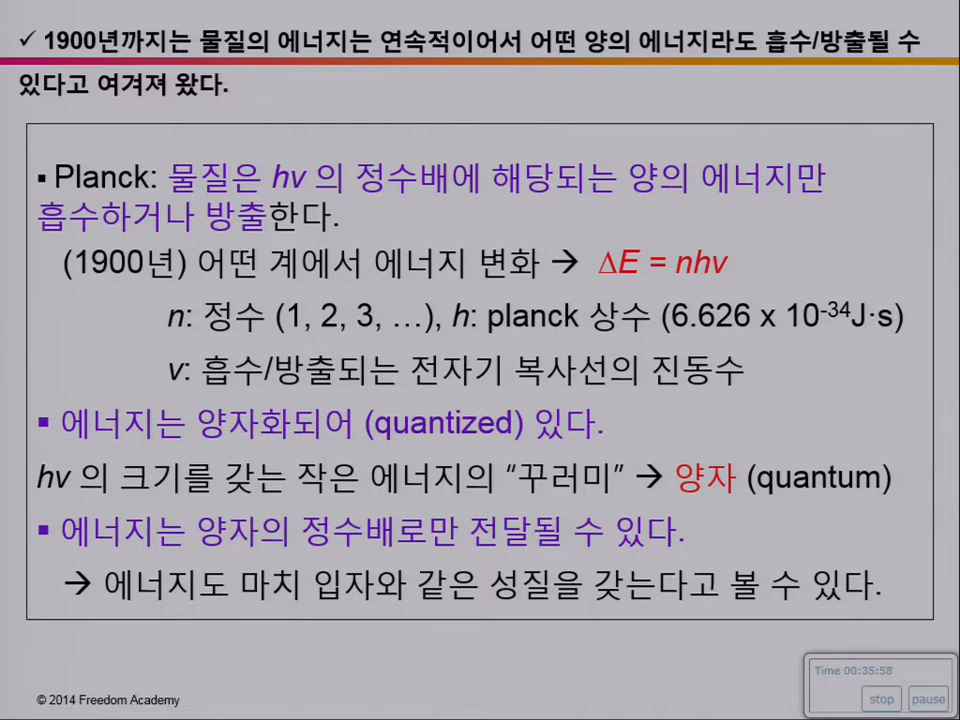 ✓ 1900년까지는 물질의 에너지는 연속적이어서 어떤 양의 에너지라도 흡수/방출될 수
있다고 여겨져 왔다.
▪ Planck: 물질은 hν 의 정수배에 해당되는 양의 에너지만
흡수하거나 방출한다.
(1900년) 어떤 계에서 에너지 변화 → ΔE = nhν
n: 정수 (1, 2, 3, …), h: planck 상수 (6.626 x 10⁻³⁴J·s)
ν: 흡수/방출되는 전자기 복사선의 진동수
▪ 에너지는 양자화되어 (quantized) 있다.
hν 의 크기를 갖는 작은 에너지의 “꾸러미” → 양자 (quantum)
▪ 에너지는 양자의 정수배로만 전달될 수 있다.
→ 에너지도 마치 입자와 같은 성질을 갖는다고 볼 수 있다.
© 2014 Freedom Academy
Time 00:35:58
stop pause